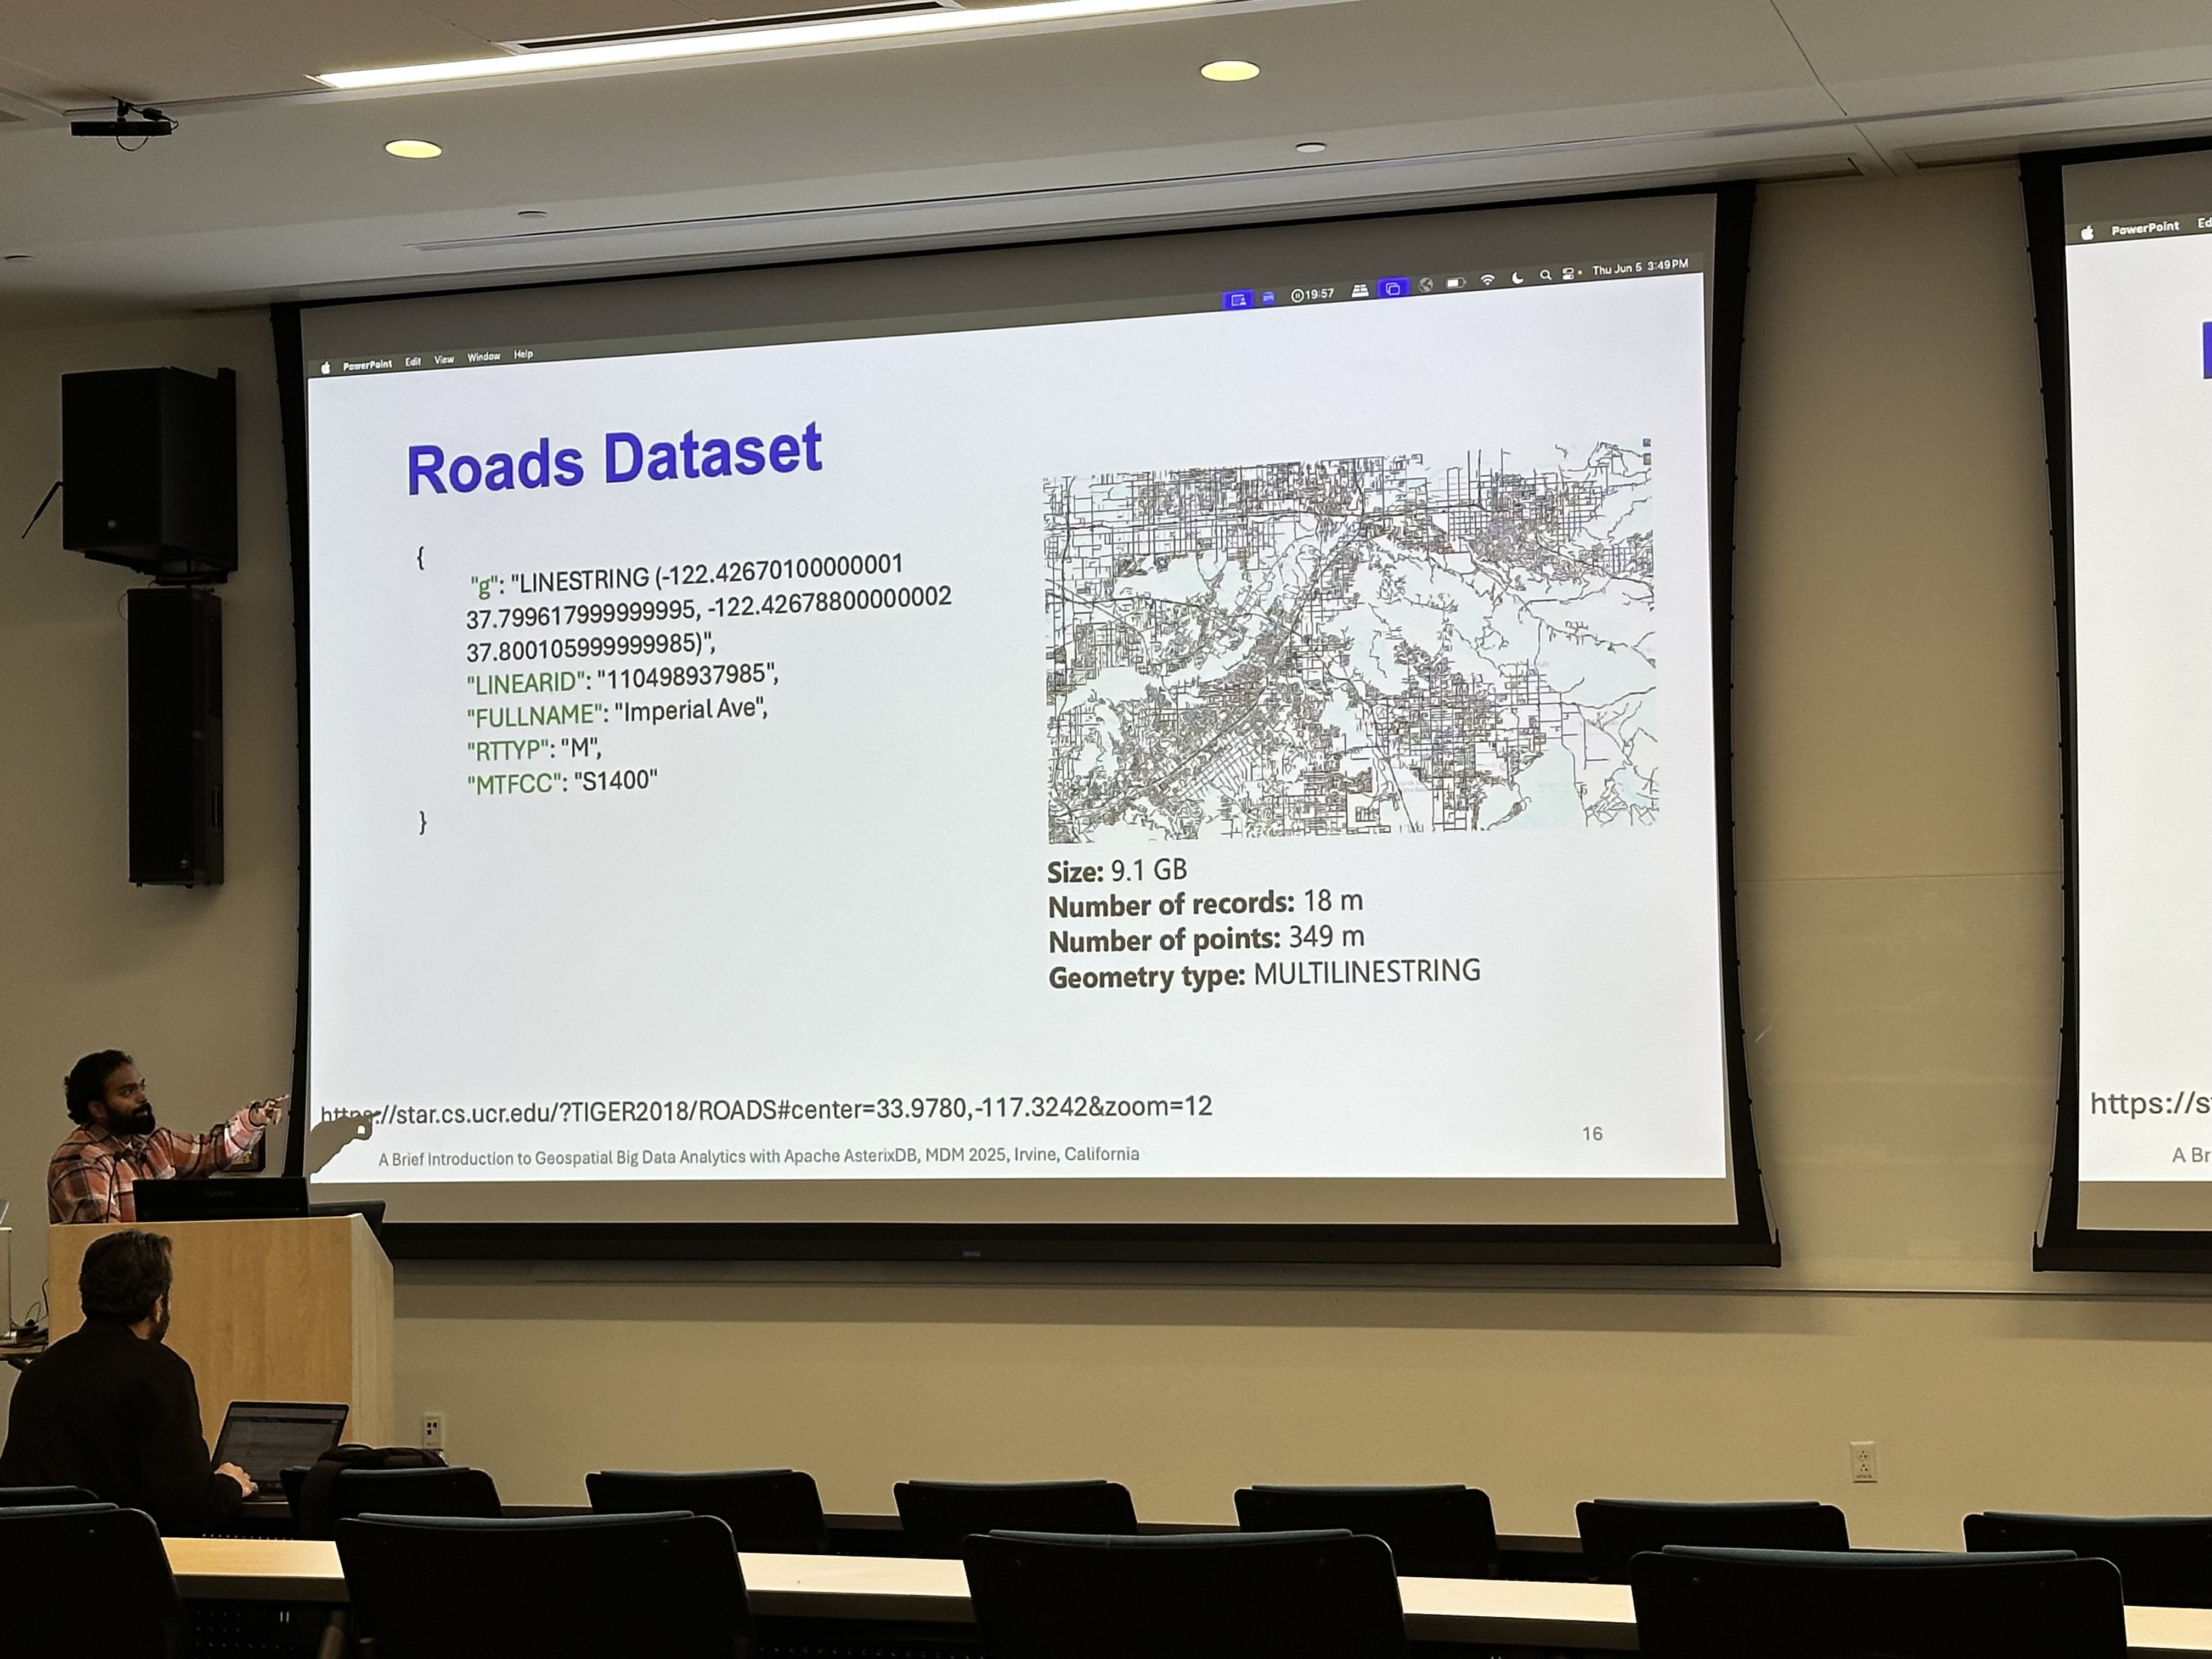 PowerPoint Edit View Window Help
19:57 Thu Jun 5 3:49 PM
Roads Dataset
{
"g": "LINESTRING (-122.42670100000001
37.799617999999995, -122.42678800000002
37.800105999999985)",
"LINEARID": "110498937985",
"FULLNAME": "Imperial Ave",
"RTTYP": "M",
"MTFCC": "S1400"
}
Size: 9.1 GB
Number of records: 18 m
Number of points: 349 m
Geometry type: MULTILINESTRING
https://star.cs.ucr.edu/?TIGER2018/ROADS#center=33.9780,-117.3242&zoom=12
16
A Brief Introduction to Geospatial Big Data Analytics with Apache AsterixDB, MDM 2025, Irvine, California
PowerPoint Ed
https://s
A Br